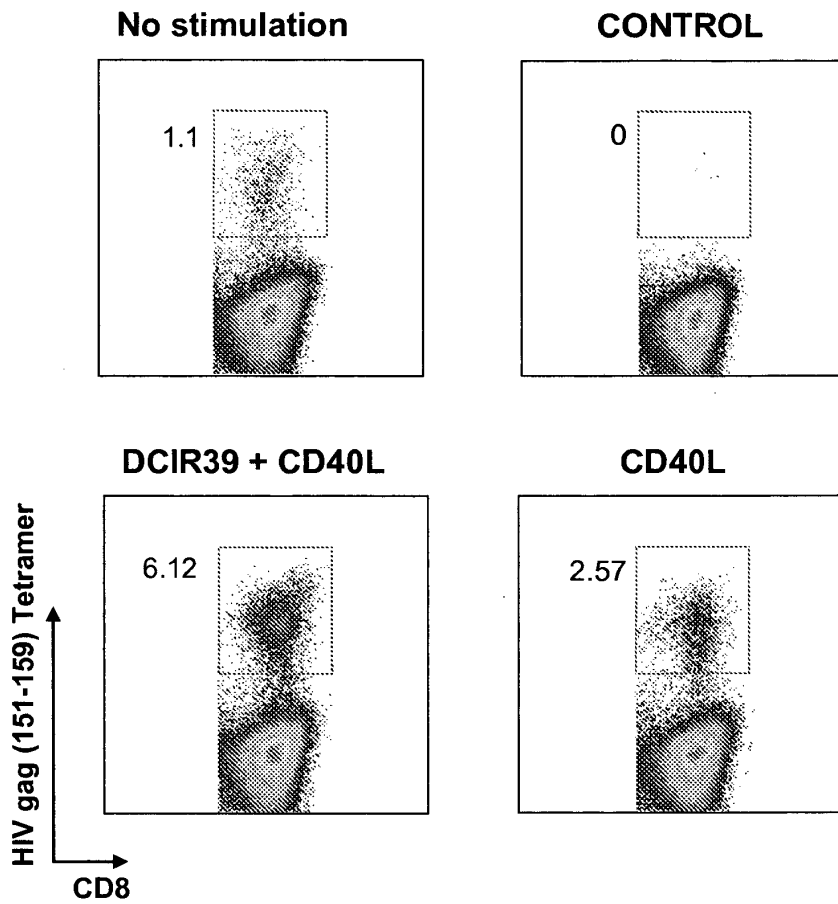 No stimulation
CONTROL
1.1
0
DCIR39 + CD40L
CD40L
6.12
2.57
HIV gag (151-159) Tetramer
CD8